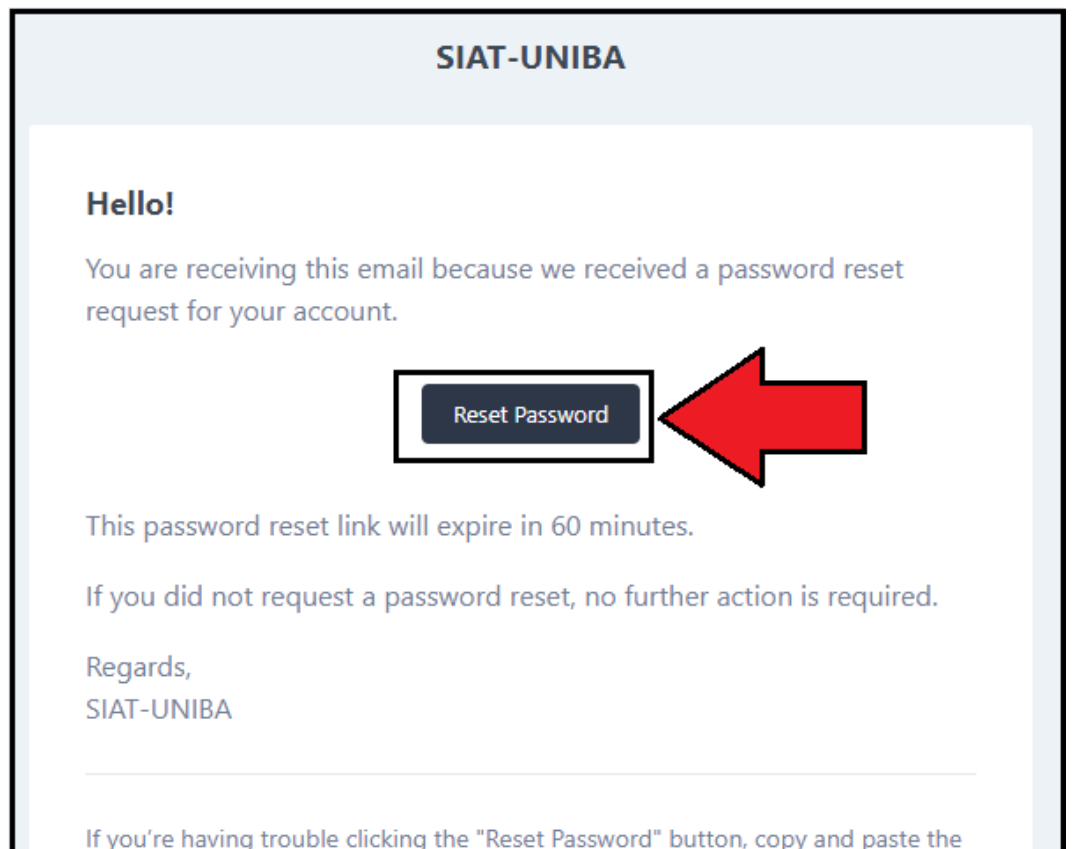 SIAT-UNIBA
Hello!
You are receiving this email because we received a password reset
request for your account.
Reset Password
This password reset link will expire in 60 minutes.
If you did not request a password reset, no further action is required.
Regards,
SIAT-UNIBA
If you're having trouble clicking the "Reset Password" button, copy and paste the